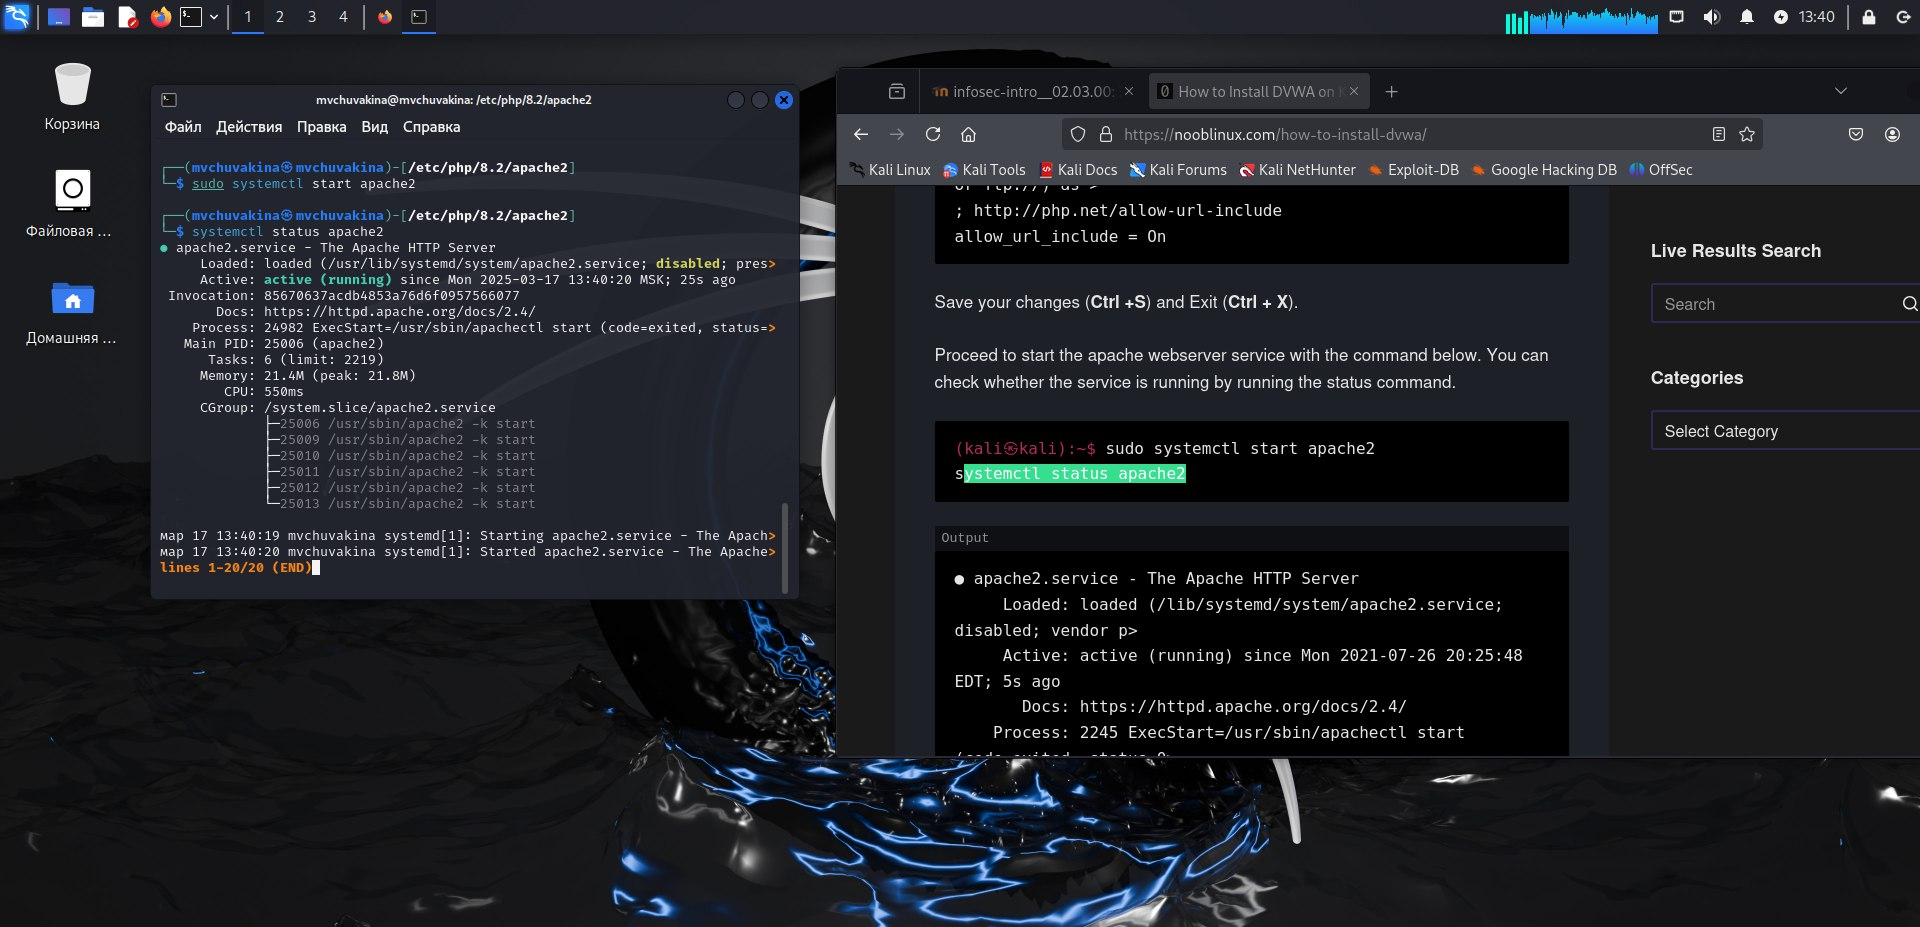 1 2 3 4
13:40
Корзина
Файловая ...
Домашняя ...
mvchuvakina@mvchuvakina: /etc/php/8.2/apache2
Файл Действия Правка Вид Справка
┌──(mvchuvakina㉿mvchuvakina)-[/etc/php/8.2/apache2]
└─$ sudo systemctl start apache2
┌──(mvchuvakina㉿mvchuvakina)-[/etc/php/8.2/apache2]
└─$ systemctl status apache2
● apache2.service - The Apache HTTP Server
Loaded: loaded (/usr/lib/systemd/system/apache2.service; disabled; pres>
Active: active (running) since Mon 2025-03-17 13:40:20 MSK; 25s ago
Invocation: 85670637acdb4853a76d6f0957566077
Docs: https://httpd.apache.org/docs/2.4/
Process: 24982 ExecStart=/usr/sbin/apachectl start (code=exited, status=>
Main PID: 25006 (apache2)
Tasks: 6 (limit: 2219)
Memory: 21.4M (peak: 21.8M)
CPU: 550ms
CGroup: /system.slice/apache2.service
├─25006 /usr/sbin/apache2 -k start
├─25009 /usr/sbin/apache2 -k start
├─25010 /usr/sbin/apache2 -k start
├─25011 /usr/sbin/apache2 -k start
├─25012 /usr/sbin/apache2 -k start
└─25013 /usr/sbin/apache2 -k start
мар 17 13:40:19 mvchuvakina systemd[1]: Starting apache2.service - The Apach>
мар 17 13:40:20 mvchuvakina systemd[1]: Started apache2.service - The Apache>
lines 1-20/20 (END)
infosec-intro__02.03.00: How to Install DVWA on
https://nooblinux.com/how-to-install-dvwa/
Kali Linux Kali Tools Kali Docs Kali Forums Kali NetHunter Exploit-DB Google Hacking DB OffSec
or ftp://) as >
; http://php.net/allow-url-include
allow_url_include = On
Save your changes (Ctrl +S) and Exit (Ctrl + X).
Proceed to start the apache webserver service with the command below. You can
check whether the service is running by running the status command.
(kali㉿kali):~$ sudo systemctl start apache2
systemctl status apache2
Output
● apache2.service - The Apache HTTP Server
Loaded: loaded (/lib/systemd/system/apache2.service;
disabled; vendor p>
Active: active (running) since Mon 2021-07-26 20:25:48
EDT; 5s ago
Docs: https://httpd.apache.org/docs/2.4/
Process: 2245 ExecStart=/usr/sbin/apachectl start
Live Results Search
Search
Categories
Select Category